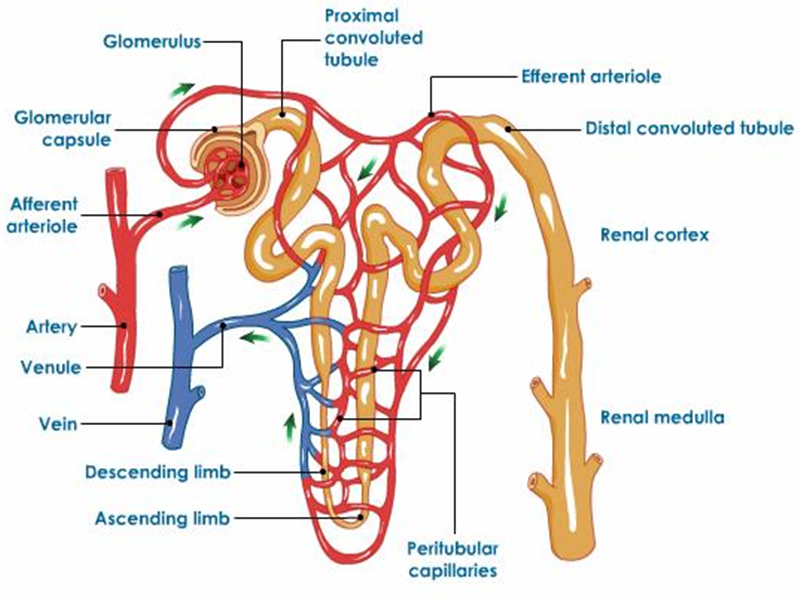 Proximal
convoluted
tubule
Glomerulus
Efferent arteriole
Glomerular
capsule
Distal convoluted tubule
Afferent
arteriole
Renal cortex
Artery
Venule
Vein
Renal medulla
Descending limb
Ascending limb
Peritubular
capillaries